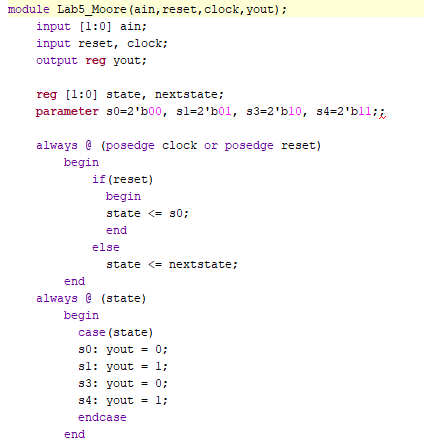 module Lab5_Moore(ain,reset,clock,yout);
input [1:0] ain;
input reset, clock;
output reg yout;
reg [1:0] state, nextstate;
parameter s0=2'b00, s1=2'b01, s3=2'b10, s4=2'b11;;
always @ (posedge clock or posedge reset)
begin
if(reset)
begin
state <= s0;
end
else
state <= nextstate;
end
always @ (state)
begin
case(state)
s0: yout = 0;
s1: yout = 1;
s3: yout = 0;
s4: yout = 1;
endcase
end